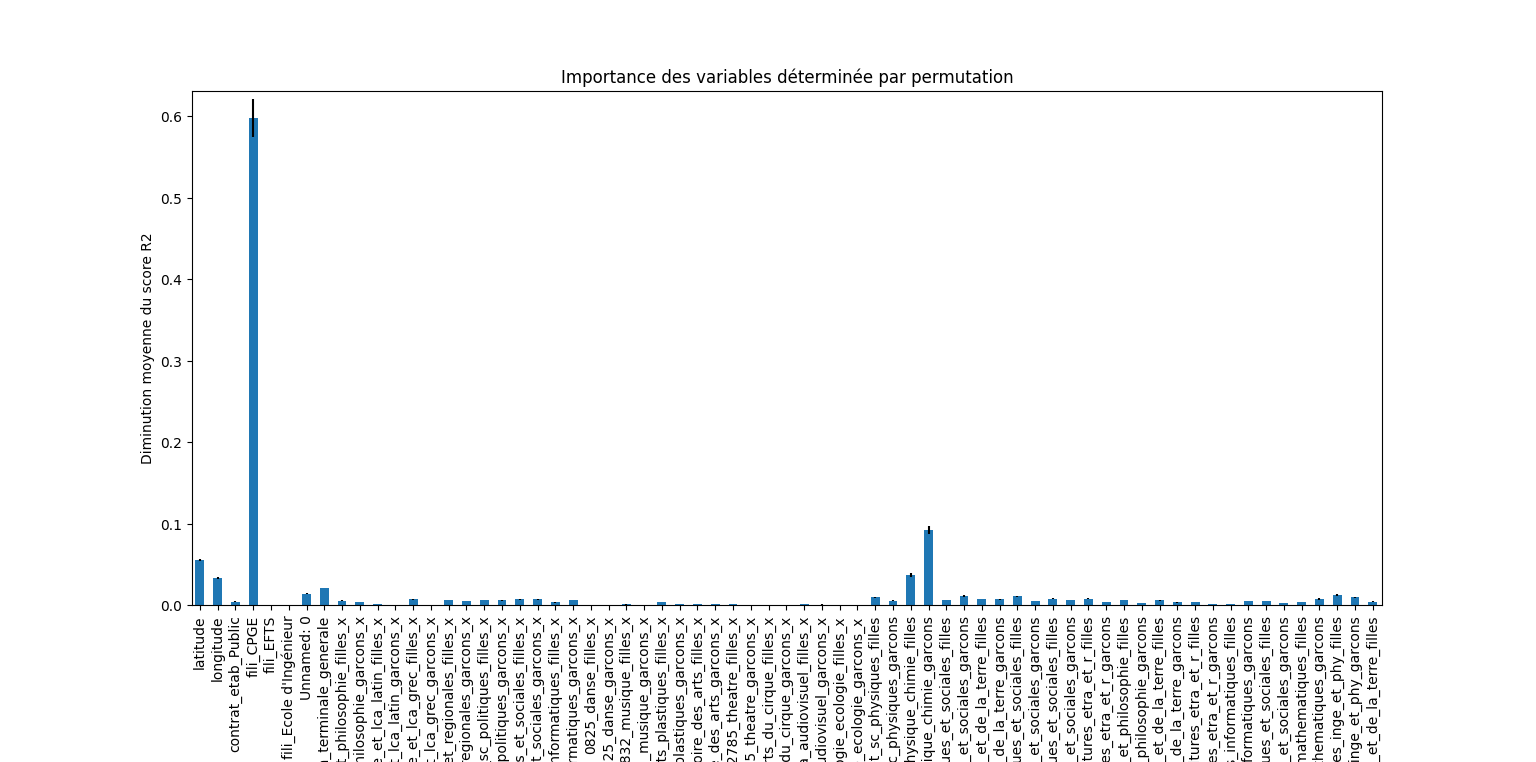 Importance des variables déterminée par permutation
Diminution moyenne du score R2
0.6
0.5
0.4
0.3
0.2
0.1
0.0
latitude
longitude
contrat_etab_Public
fili_CPGE
fili_EFTS
fili_Ecole d'Ingénieur
Unnamed: 0
_terminale_generale
_philosophie_filles_x
hilosophie_garcons_x
e_et_lca_latin_filles_x
_lca_latin_garcons_x
e_et_lca_grec_filles_x
_lca_grec_garcons_x
et_regionales_filles_x
regionales_garcons_x
sc_politiques_filles_x
politiques_garcons_x
s_et_sociales_filles_x
t_sociales_garcons_x
nformatiques_filles_x
rmatiques_garcons_x
0825_danse_filles_x
25_danse_garcons_x
832_musique_filles_x
_musique_garcons_x
ts_plastiques_filles_x
plastiques_garcons_x
oire_des_arts_filles_x
_des_arts_garcons_x
2785_theatre_filles_x
5_theatre_garcons_x
rts_du_cirque_filles_x
du_cirque_garcons_x
a_audiovisuel_filles_x
udiovisuel_garcons_x
ogie_ecologie_filles_x
_ecologie_garcons_x
t_sc_physiques_filles
c_physiques_garcons
hysique_chimie_filles
ique_chimie_garcons
ues_et_sociales_filles
_et_sociales_garcons
_et_de_la_terre_filles
de_la_terre_garcons
ues_et_sociales_filles
_et_sociales_garcons
ues_et_sociales_filles
_et_sociales_garcons
tures_etra_et_r_filles
es_etra_et_r_garcons
_et_philosophie_filles
philosophie_garcons
_et_de_la_terre_filles
_de_la_terre_garcons
tures_etra_et_r_filles
es_etra_et_r_garcons
s_informatiques_filles
formatiques_garcons
ues_et_sociales_filles
_et_sociales_garcons
mathematiques_filles
hematiques_garcons
es_inge_et_phy_filles
inge_et_phy_garcons
_et_de_la_terre_filles